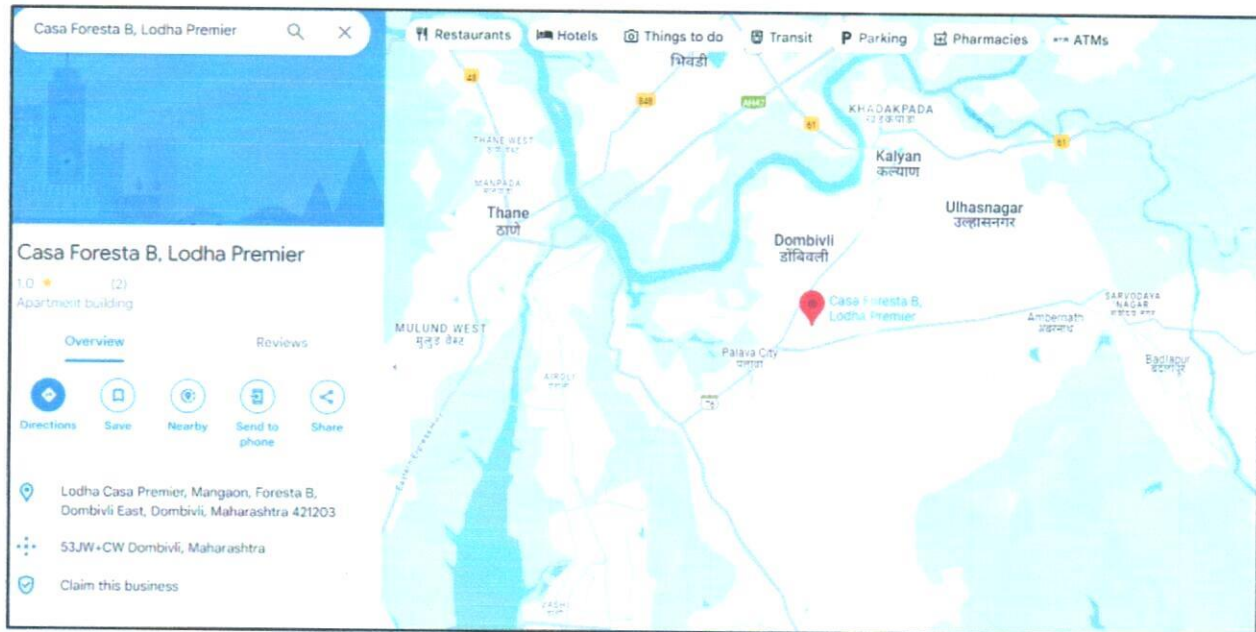 Casa Foresta B, Lodha Premier
Casa Foresta B, Lodha Premier
1.0 (2)
Apartment building
Overview Reviews
Directions Save Nearby Send to phone Share
Lodha Casa Premier, Mangaon, Foresta B,
Dombivli East, Dombivli, Maharashtra 421203
53JW+CW Dombivli, Maharashtra
Claim this business
Restaurants Hotels Things to do Transit Parking Pharmacies ATMs
भिवंडी
48
848
AH47
61
KHADAKPADA
61
THANE WEST
Kalyan
कल्याण
MANPADA
Thane
ठाणे
Ulhasnagar
उल्हासनगर
Dombivli
डोंबिवली
Casa Foresta B,
Lodha Premier
SARVODAYA
NAGAR
Ambernath
अंबरनाथ
MULUND WEST
मुलुंड वेस्ट
Palava City
पलावा
Badlapur
बदलापूर
AIROLI
76
Eastern Express Hwy
VASHI